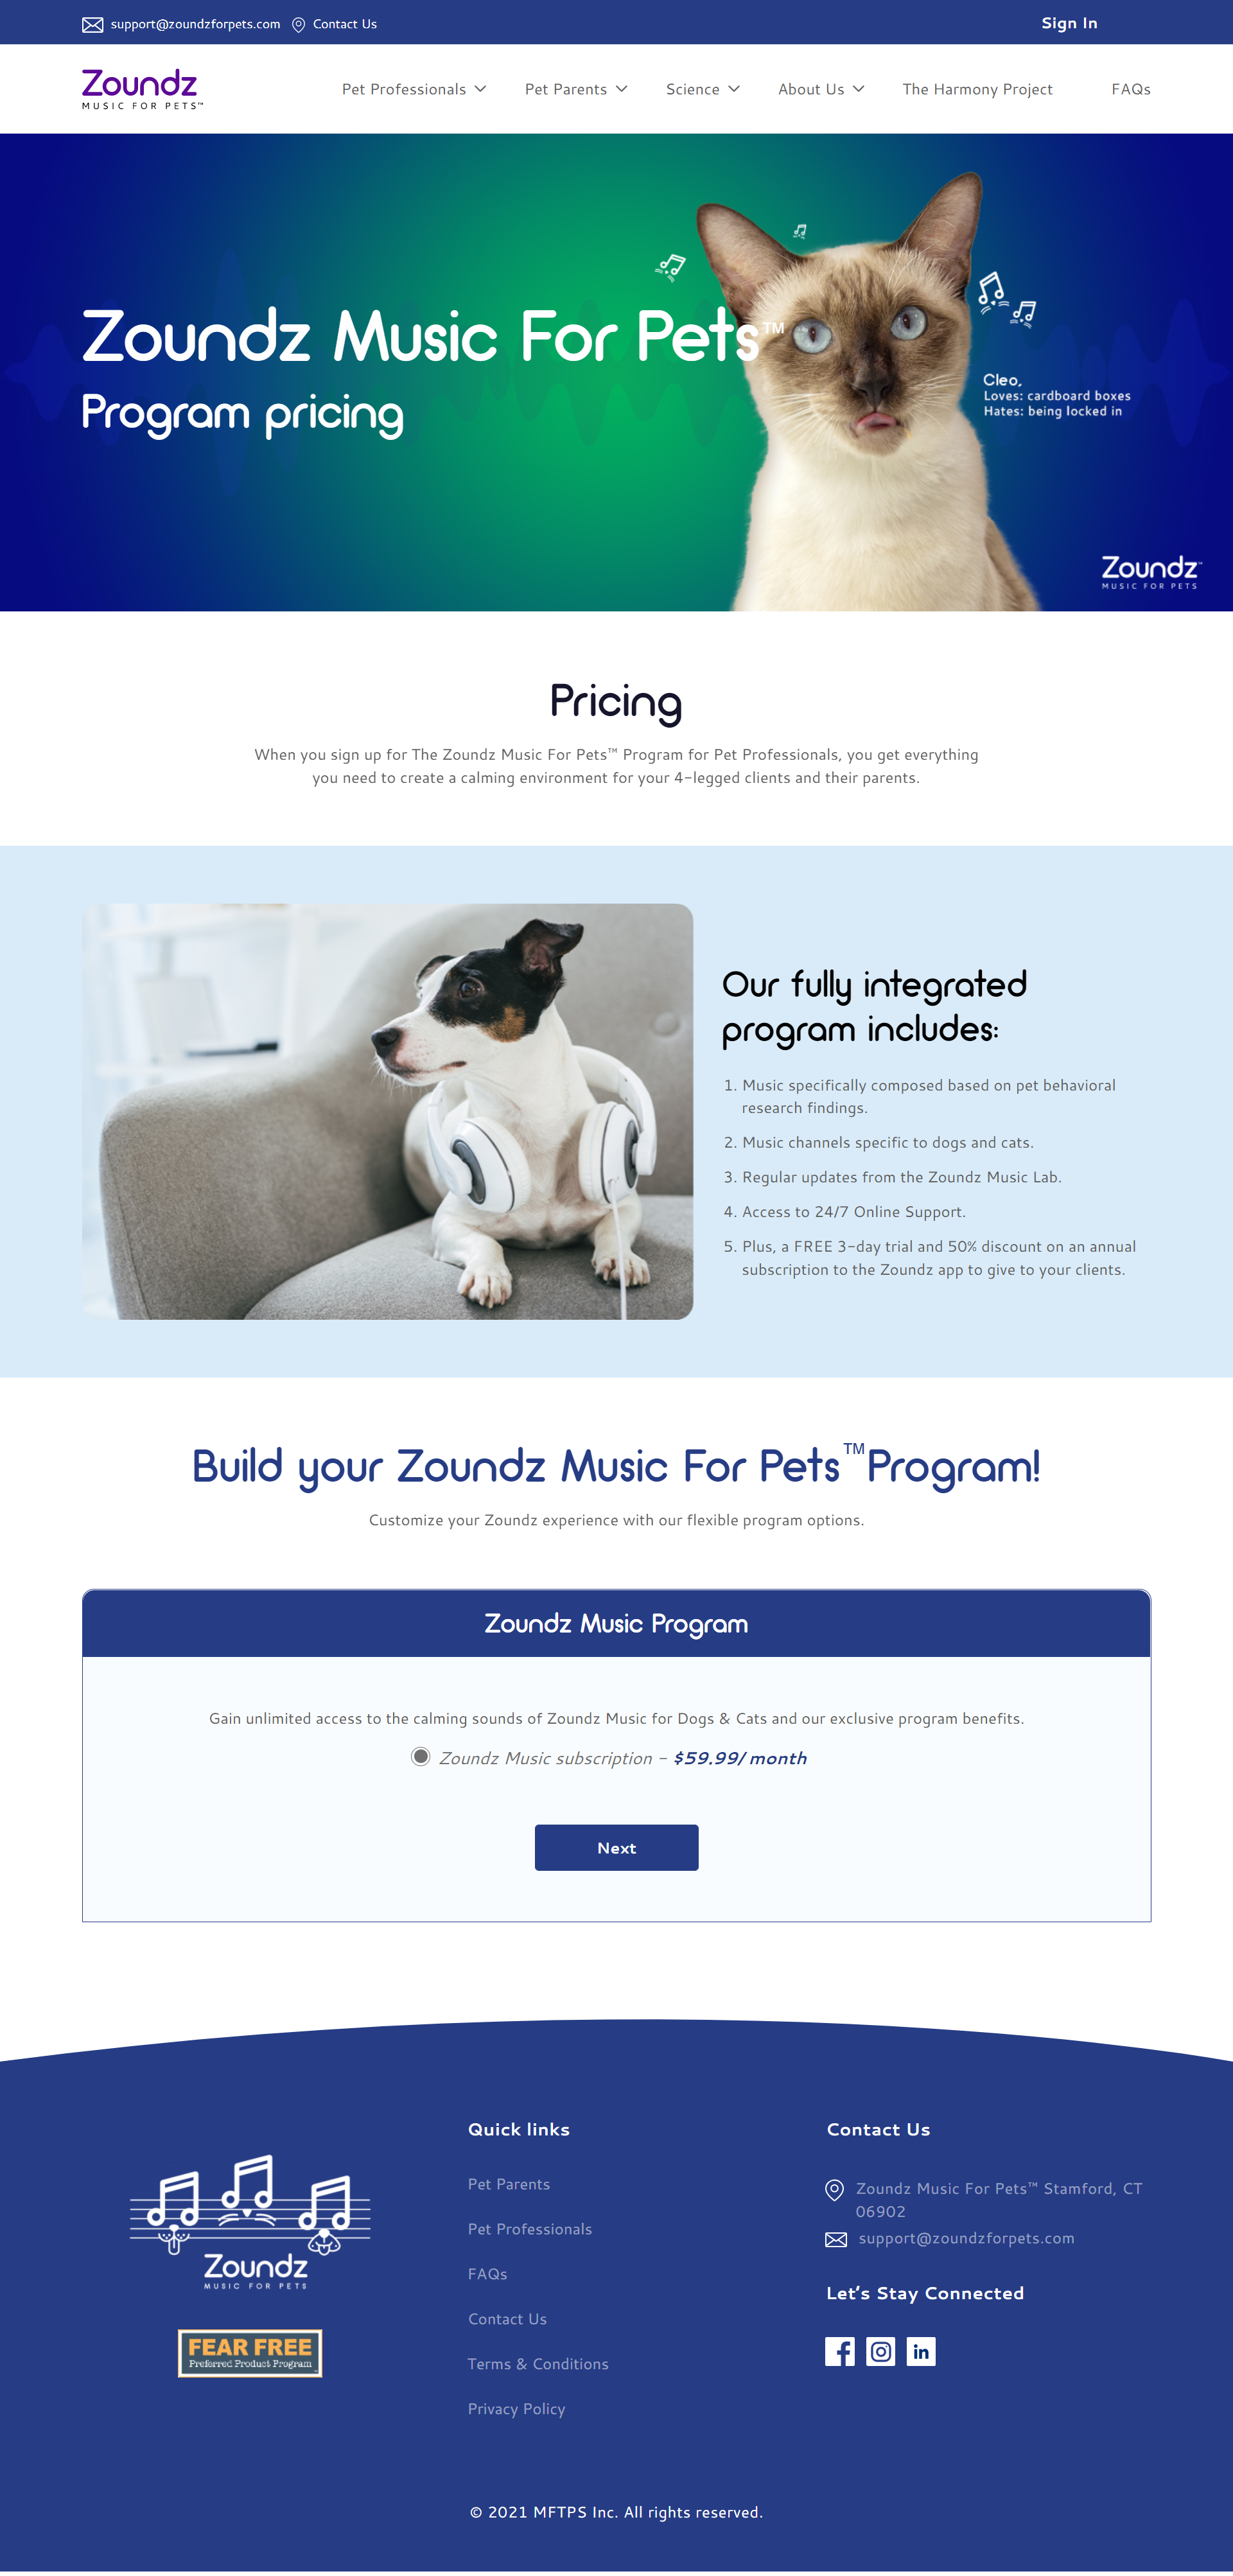 support@zoundzforpets.com Contact Us Sign In
Zoundz
MUSIC FOR PETS™
Pet Professionals Pet Parents Science About Us The Harmony Project FAQs
Zoundz Music For Pets™
Program pricing
Cleo,
Loves: cardboard boxes
Hates: being locked in
Zoundz™
MUSIC FOR PETS
Pricing
When you sign up for The Zoundz Music For Pets™ Program for Pet Professionals, you get everything
you need to create a calming environment for your 4-legged clients and their parents.
Our fully integrated
program includes:
1. Music specifically composed based on pet behavioral
research findings.
2. Music channels specific to dogs and cats.
3. Regular updates from the Zoundz Music Lab.
4. Access to 24/7 Online Support.
5. Plus, a FREE 3-day trial and 50% discount on an annual
subscription to the Zoundz app to give to your clients.
Build your Zoundz Music For Pets™Program!
Customize your Zoundz experience with our flexible program options.
Zoundz Music Program
Gain unlimited access to the calming sounds of Zoundz Music for Dogs & Cats and our exclusive program benefits.
Zoundz Music subscription - $59.99/ month
Next
Zoundz
MUSIC FOR PETS
FEAR FREE
Preferred Product Program
Quick links
Pet Parents
Pet Professionals
FAQs
Contact Us
Terms & Conditions
Privacy Policy
Contact Us
Zoundz Music For Pets™ Stamford, CT
06902
support@zoundzforpets.com
Let's Stay Connected
© 2021 MFTPS Inc. All rights reserved.